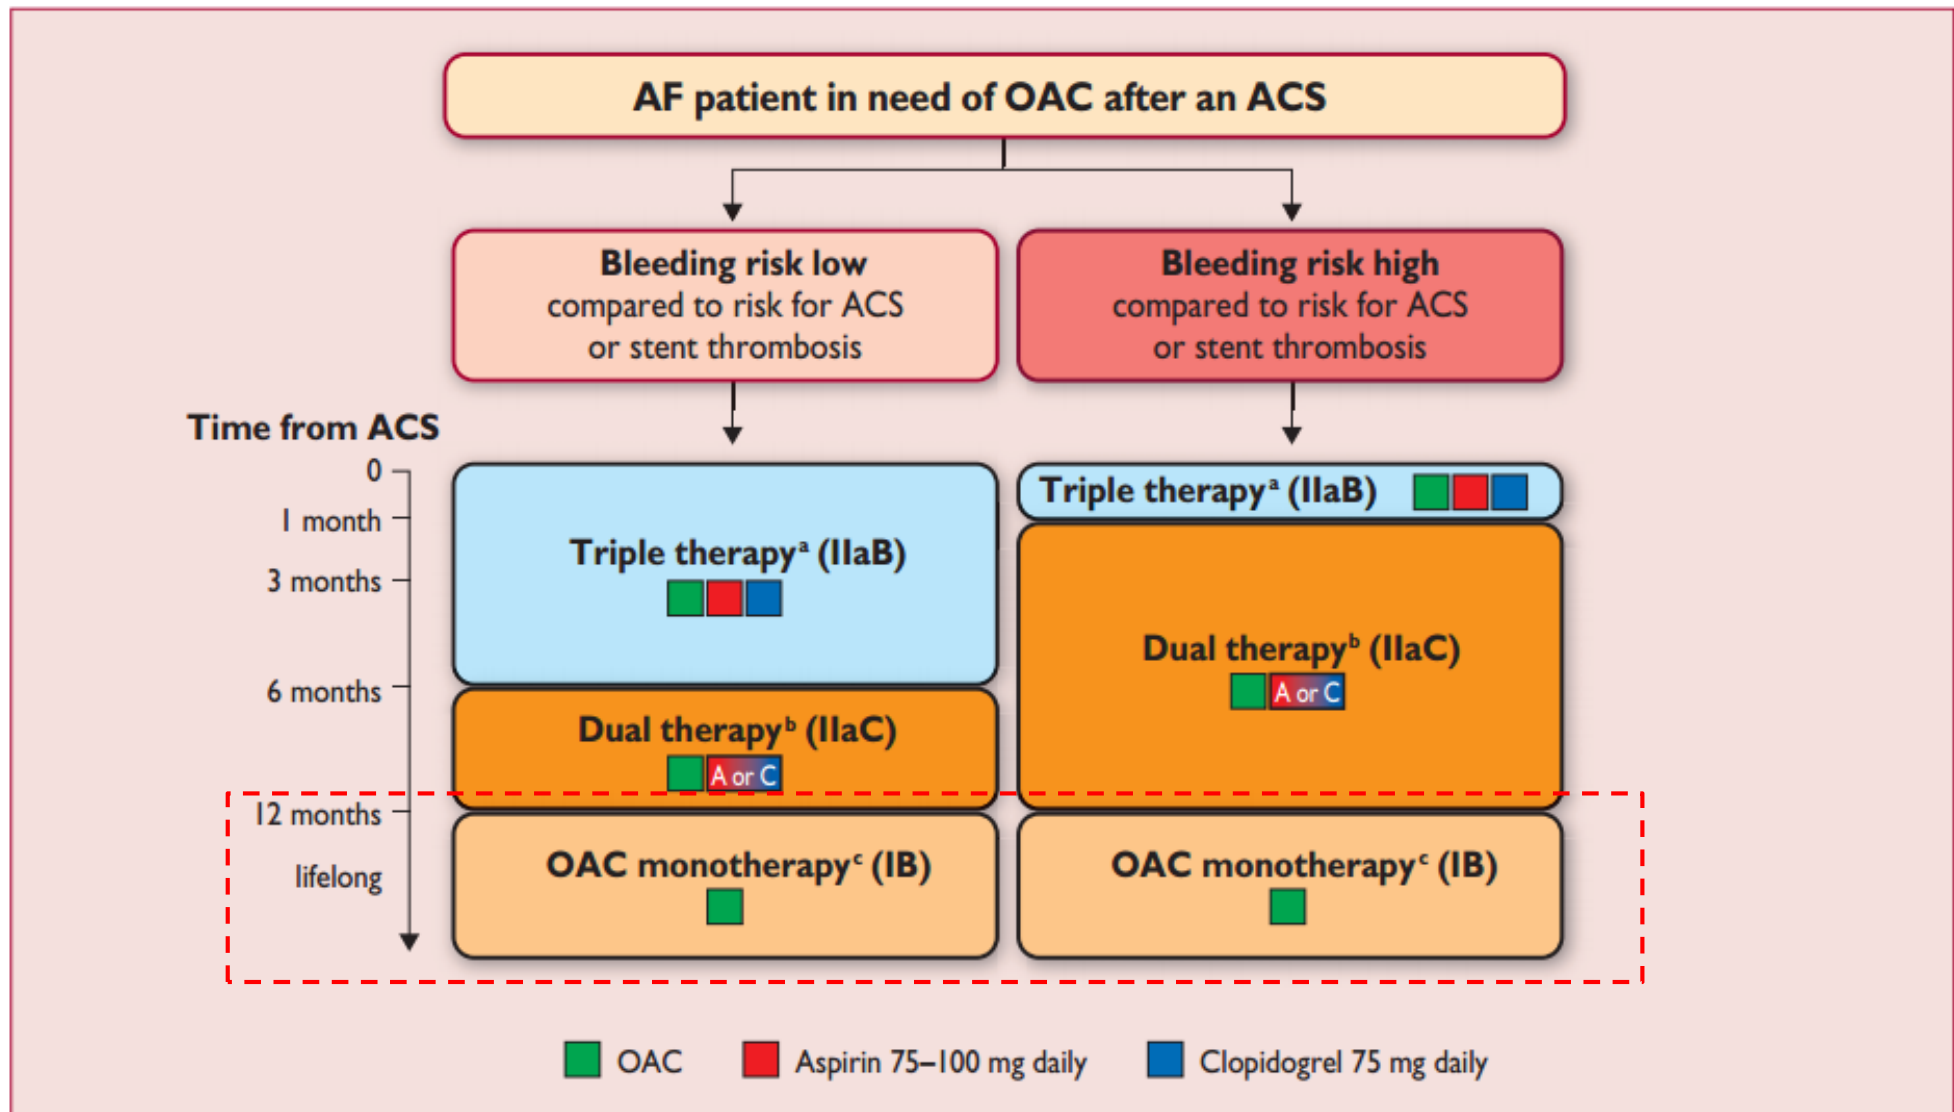 AF patient in need of OAC after an ACS
Bleeding risk low
compared to risk for ACS
or stent thrombosis
Bleeding risk high
compared to risk for ACS
or stent thrombosis
Time from ACS
0
1 month
3 months
6 months
12 months
lifelong
Triple therapyᵃ (IIaB)
Dual therapyᵇ (IIaC)
A or C
OAC monotherapyᶜ (IB)
Triple therapyᵃ (IIaB)
Dual therapyᵇ (IIaC)
A or C
OAC monotherapyᶜ (IB)
OAC
Aspirin 75–100 mg daily
Clopidogrel 75 mg daily